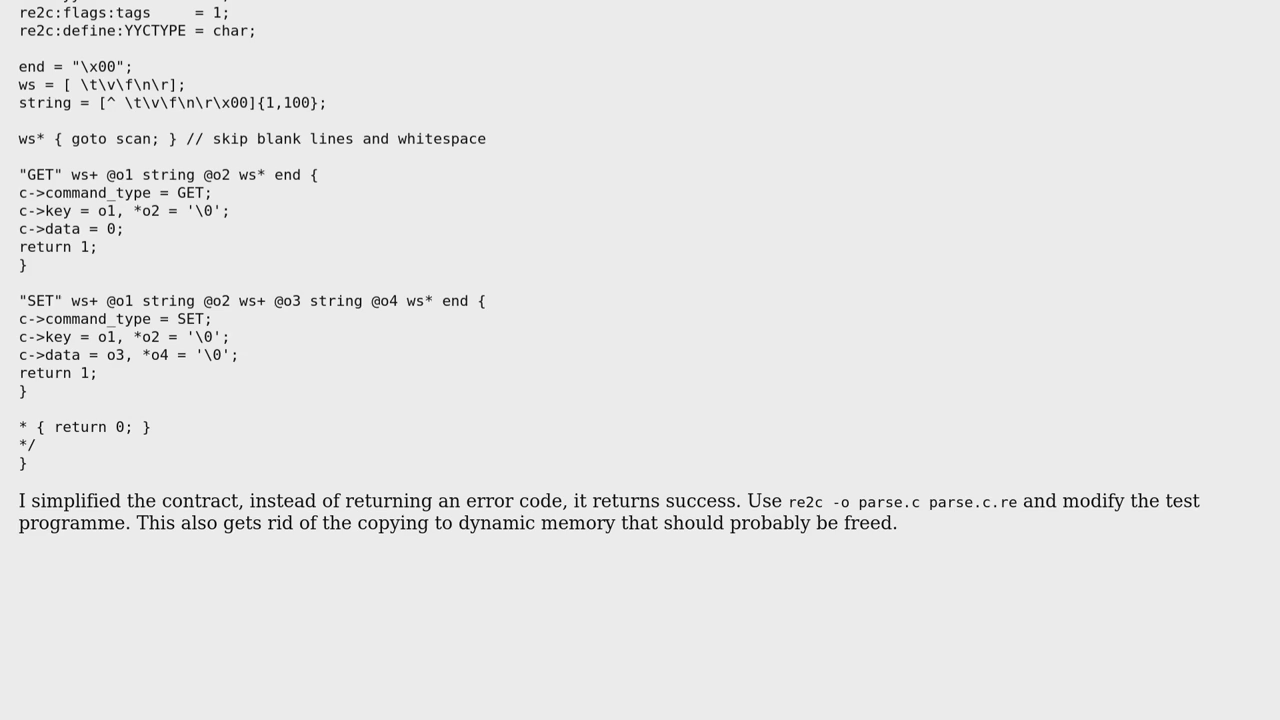 re2c:flags:tags     = 1;
re2c:define:YYCTYPE = char;
end = "\x00";
ws = [ \t\v\f\n\r];
string = [^ \t\v\f\n\r\x00]{1,100};
ws* { goto scan; } // skip blank lines and whitespace
"GET" ws+ @o1 string @o2 ws* end {
c->command_type = GET;
c->key = o1, *o2 = '\0';
c->data = 0;
return 1;
}
"SET" ws+ @o1 string @o2 ws+ @o3 string @o4 ws* end {
c->command_type = SET;
c->key = o1, *o2 = '\0';
c->data = o3, *o4 = '\0';
return 1;
}
* { return 0; }
*/
}
I simplified the contract, instead of returning an error code, it returns success. Use re2c -o parse.c parse.c.re and modify the test
programme. This also gets rid of the copying to dynamic memory that should probably be freed.